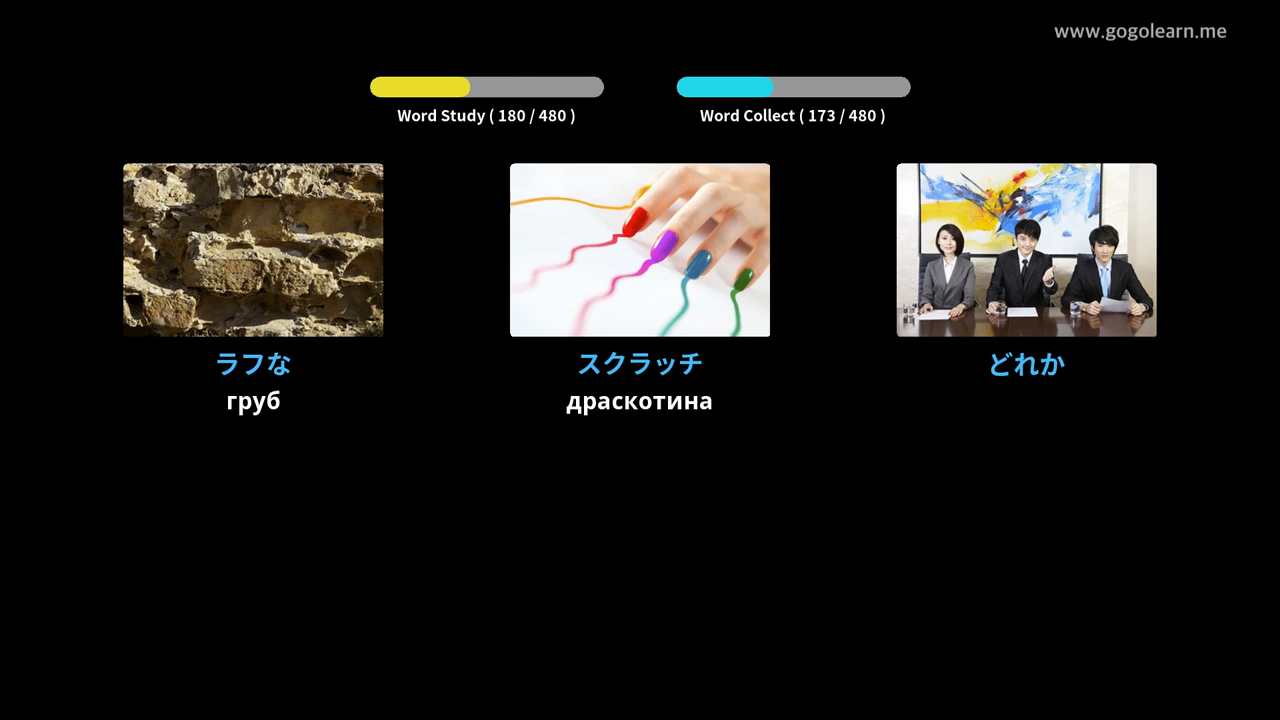 www.gogolearn.me
Word Study ( 180 / 480 )
Word Collect ( 173 / 480 )
ラフな
груб
スクラッチ
драскотина
どれか